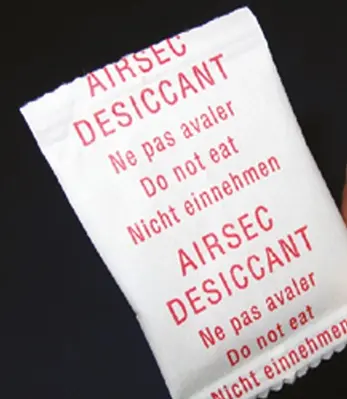 AIRSEC
DESICCANT
Ne pas avaler
Do not eat
Nicht einnehmen
AIRSEC
DESICCANT
Ne pas avaler
Do not eat
Nicht einnehmen